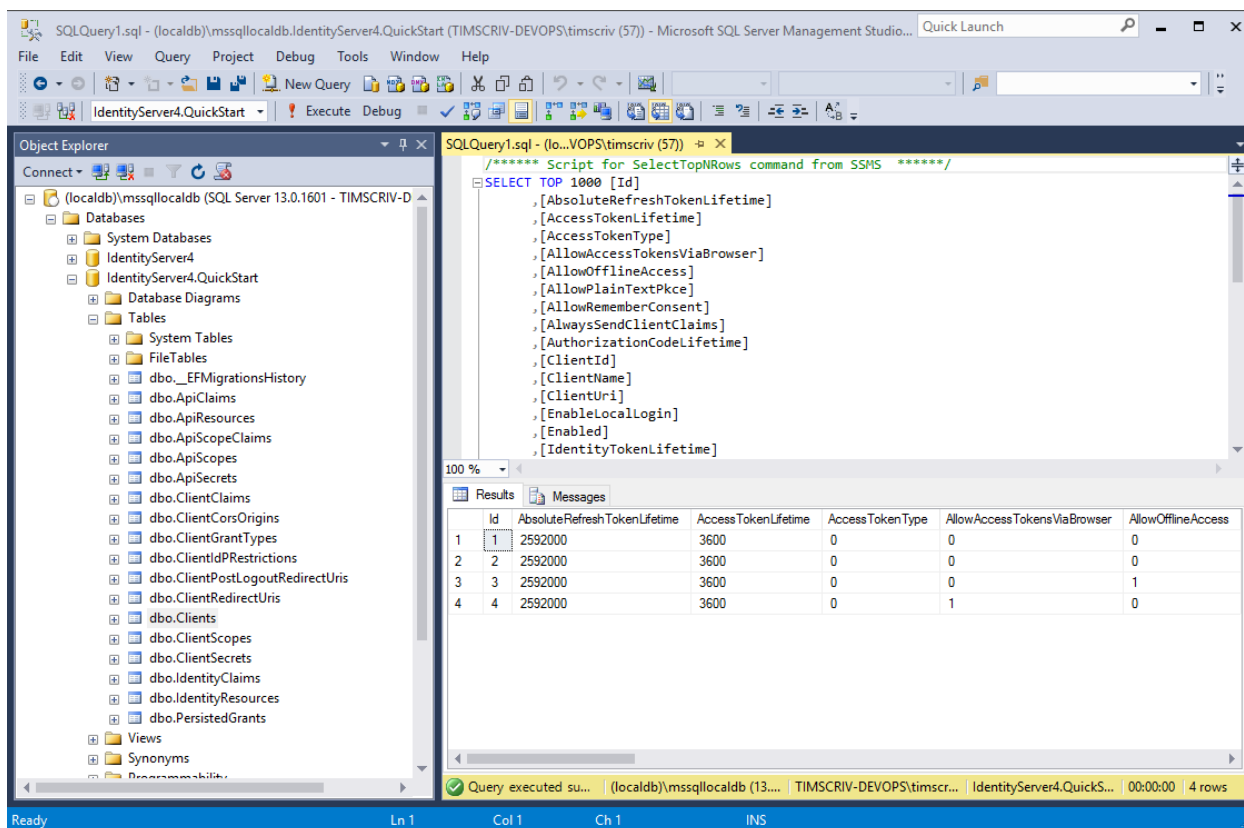 SQLQuery1.sql - (localdb)\mssqllocaldb.IdentityServer4.QuickStart (TIMSCRIV-DEVOPS\timscriv (57)) - Microsoft SQL Server Management Studio...
Quick Launch
File Edit View Query Project Debug Tools Window Help
New Query
IdentityServer4.QuickStart Execute Debug
Object Explorer
Connect
(localdb)\mssqllocaldb (SQL Server 13.0.1601 - TIMSCRIV-D
Databases
System Databases
IdentityServer4
IdentityServer4.QuickStart
Database Diagrams
Tables
System Tables
FileTables
dbo.__EFMigrationsHistory
dbo.ApiClaims
dbo.ApiResources
dbo.ApiScopeClaims
dbo.ApiScopes
dbo.ApiSecrets
dbo.ClientClaims
dbo.ClientCorsOrigins
dbo.ClientGrantTypes
dbo.ClientIdPRestrictions
dbo.ClientPostLogoutRedirectUris
dbo.ClientRedirectUris
dbo.Clients
dbo.ClientScopes
dbo.ClientSecrets
dbo.IdentityClaims
dbo.IdentityResources
dbo.PersistedGrants
Views
Synonyms
Programmability
SQLQuery1.sql - (lo...VOPS\timscriv (57))
/****** Script for SelectTopNRows command from SSMS ******/
SELECT TOP 1000 [Id]
,[AbsoluteRefreshTokenLifetime]
,[AccessTokenLifetime]
,[AccessTokenType]
,[AllowAccessTokensViaBrowser]
,[AllowOfflineAccess]
,[AllowPlainTextPkce]
,[AllowRememberConsent]
,[AlwaysSendClientClaims]
,[AuthorizationCodeLifetime]
,[ClientId]
,[ClientName]
,[ClientUri]
,[EnableLocalLogin]
,[Enabled]
,[IdentityTokenLifetime]
100 %
Results Messages
Id AbsoluteRefreshTokenLifetime AccessTokenLifetime AccessTokenType AllowAccessTokensViaBrowser AllowOfflineAccess
1 1 2592000 3600 0 0 0
2 2 2592000 3600 0 0 0
3 3 2592000 3600 0 0 1
4 4 2592000 3600 0 1 0
Query executed su... (localdb)\mssqllocaldb (13.... TIMSCRIV-DEVOPS\timscr... IdentityServer4.QuickS... 00:00:00 4 rows
Ready Ln 1 Col 1 Ch 1 INS